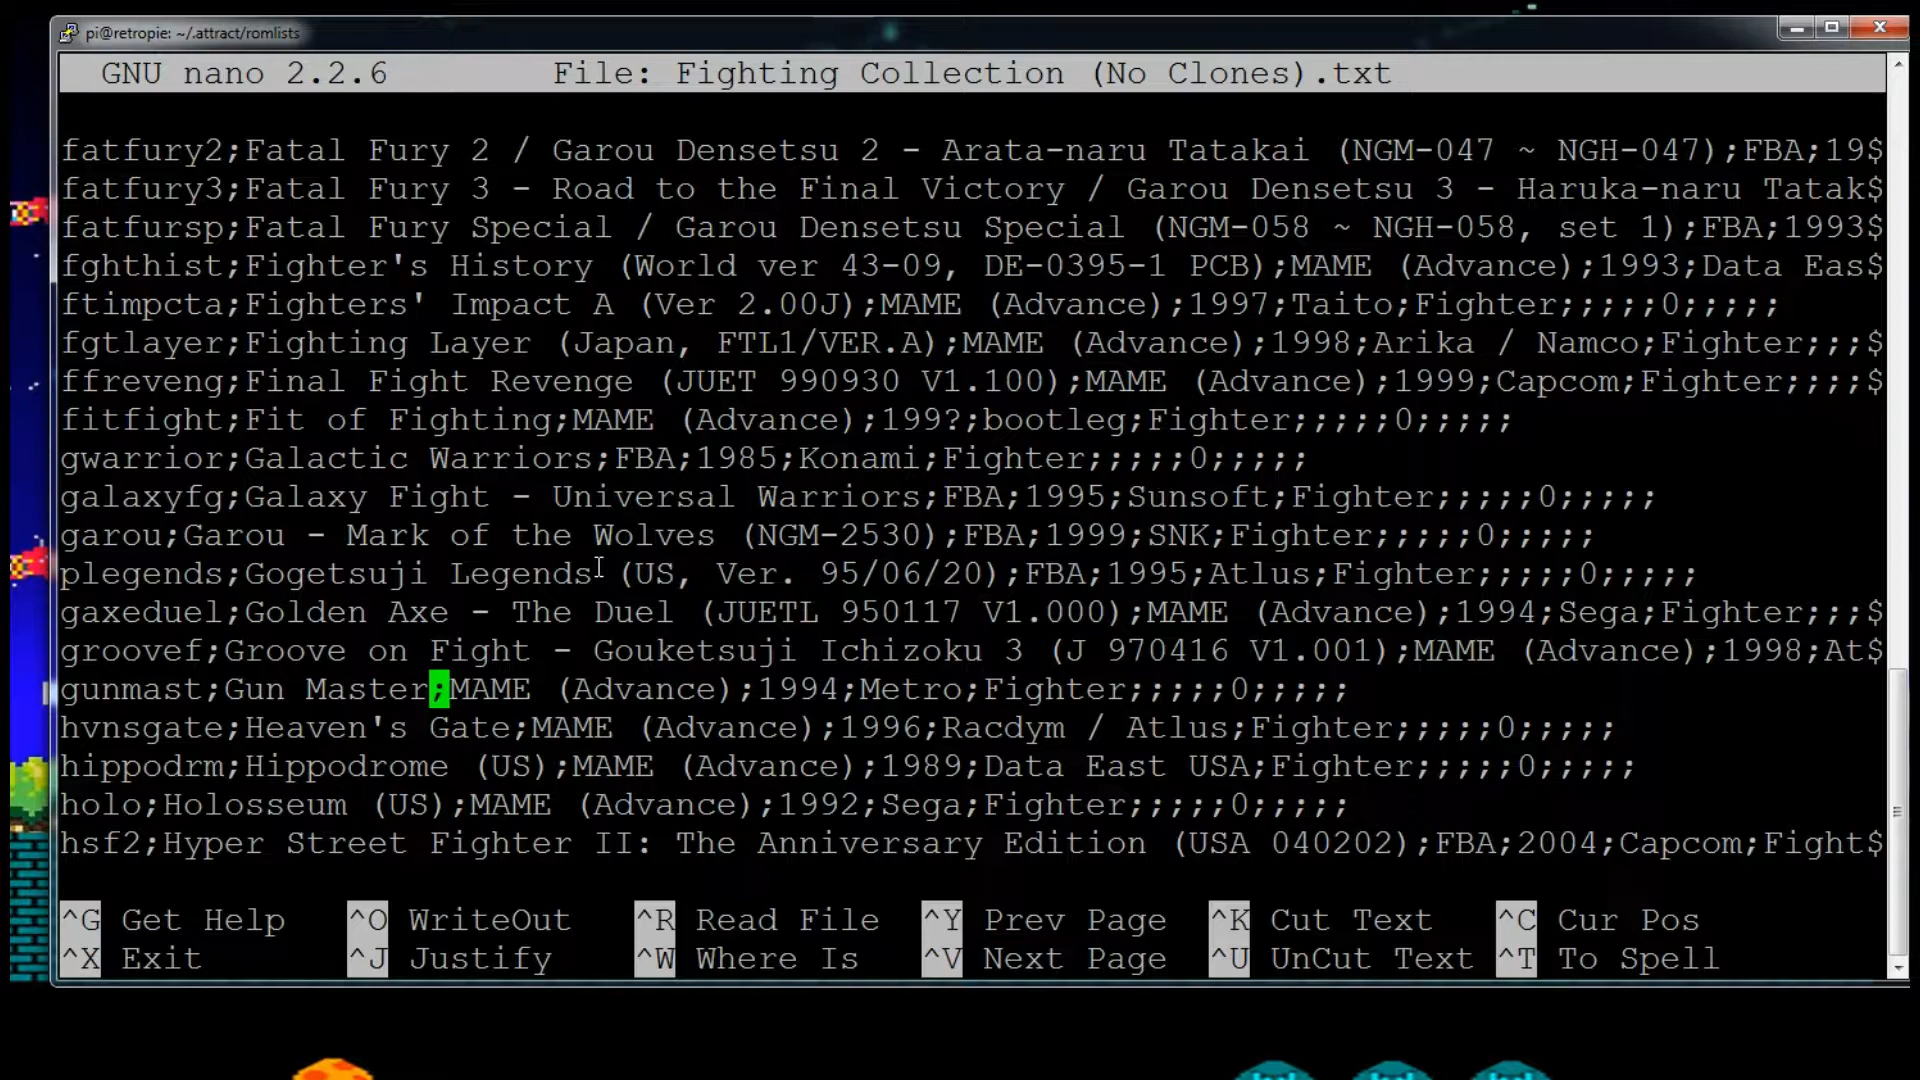 pi@retropie: ~/.attract/romlists
GNU nano 2.2.6 File: Fighting Collection (No Clones).txt
fatfury2;Fatal Fury 2 / Garou Densetsu 2 - Arata-naru Tatakai (NGM-047 ~ NGH-047);FBA;19$
fatfury3;Fatal Fury 3 - Road to the Final Victory / Garou Densetsu 3 - Haruka-naru Tatak$
fatfursp;Fatal Fury Special / Garou Densetsu Special (NGM-058 ~ NGH-058, set 1);FBA;1993$
fghthist;Fighter's History (World ver 43-09, DE-0395-1 PCB);MAME (Advance);1993;Data Eas$
ftimpcta;Fighters' Impact A (Ver 2.00J);MAME (Advance);1997;Taito;Fighter;;;;;0;;;;;
fgtlayer;Fighting Layer (Japan, FTL1/VER.A);MAME (Advance);1998;Arika / Namco;Fighter;;;$
ffreveng;Final Fight Revenge (JUET 990930 V1.100);MAME (Advance);1999;Capcom;Fighter;;;;$
fitfight;Fit of Fighting;MAME (Advance);199?;bootleg;Fighter;;;;;0;;;;;
gwarrior;Galactic Warriors;FBA;1985;Konami;Fighter;;;;;0;;;;;
galaxyfg;Galaxy Fight - Universal Warriors;FBA;1995;Sunsoft;Fighter;;;;;0;;;;;
garou;Garou - Mark of the Wolves (NGM-2530);FBA;1999;SNK;Fighter;;;;;0;;;;;
plegends;Gogetsuji Legends (US, Ver. 95/06/20);FBA;1995;Atlus;Fighter;;;;;0;;;;;
gaxeduel;Golden Axe - The Duel (JUETL 950117 V1.000);MAME (Advance);1994;Sega;Fighter;;;$
groovef;Groove on Fight - Gouketsuji Ichizoku 3 (J 970416 V1.001);MAME (Advance);1998;At$
gunmast;Gun Master;MAME (Advance);1994;Metro;Fighter;;;;;0;;;;;
hvnsgate;Heaven's Gate;MAME (Advance);1996;Racdym / Atlus;Fighter;;;;;0;;;;;
hippodrm;Hippodrome (US);MAME (Advance);1989;Data East USA;Fighter;;;;;0;;;;;
holo;Holosseum (US);MAME (Advance);1992;Sega;Fighter;;;;;0;;;;;
hsf2;Hyper Street Fighter II: The Anniversary Edition (USA 040202);FBA;2004;Capcom;Fight$
^G Get Help ^O WriteOut ^R Read File ^Y Prev Page ^K Cut Text ^C Cur Pos
^X Exit ^J Justify ^W Where Is ^V Next Page ^U UnCut Text ^T To Spell